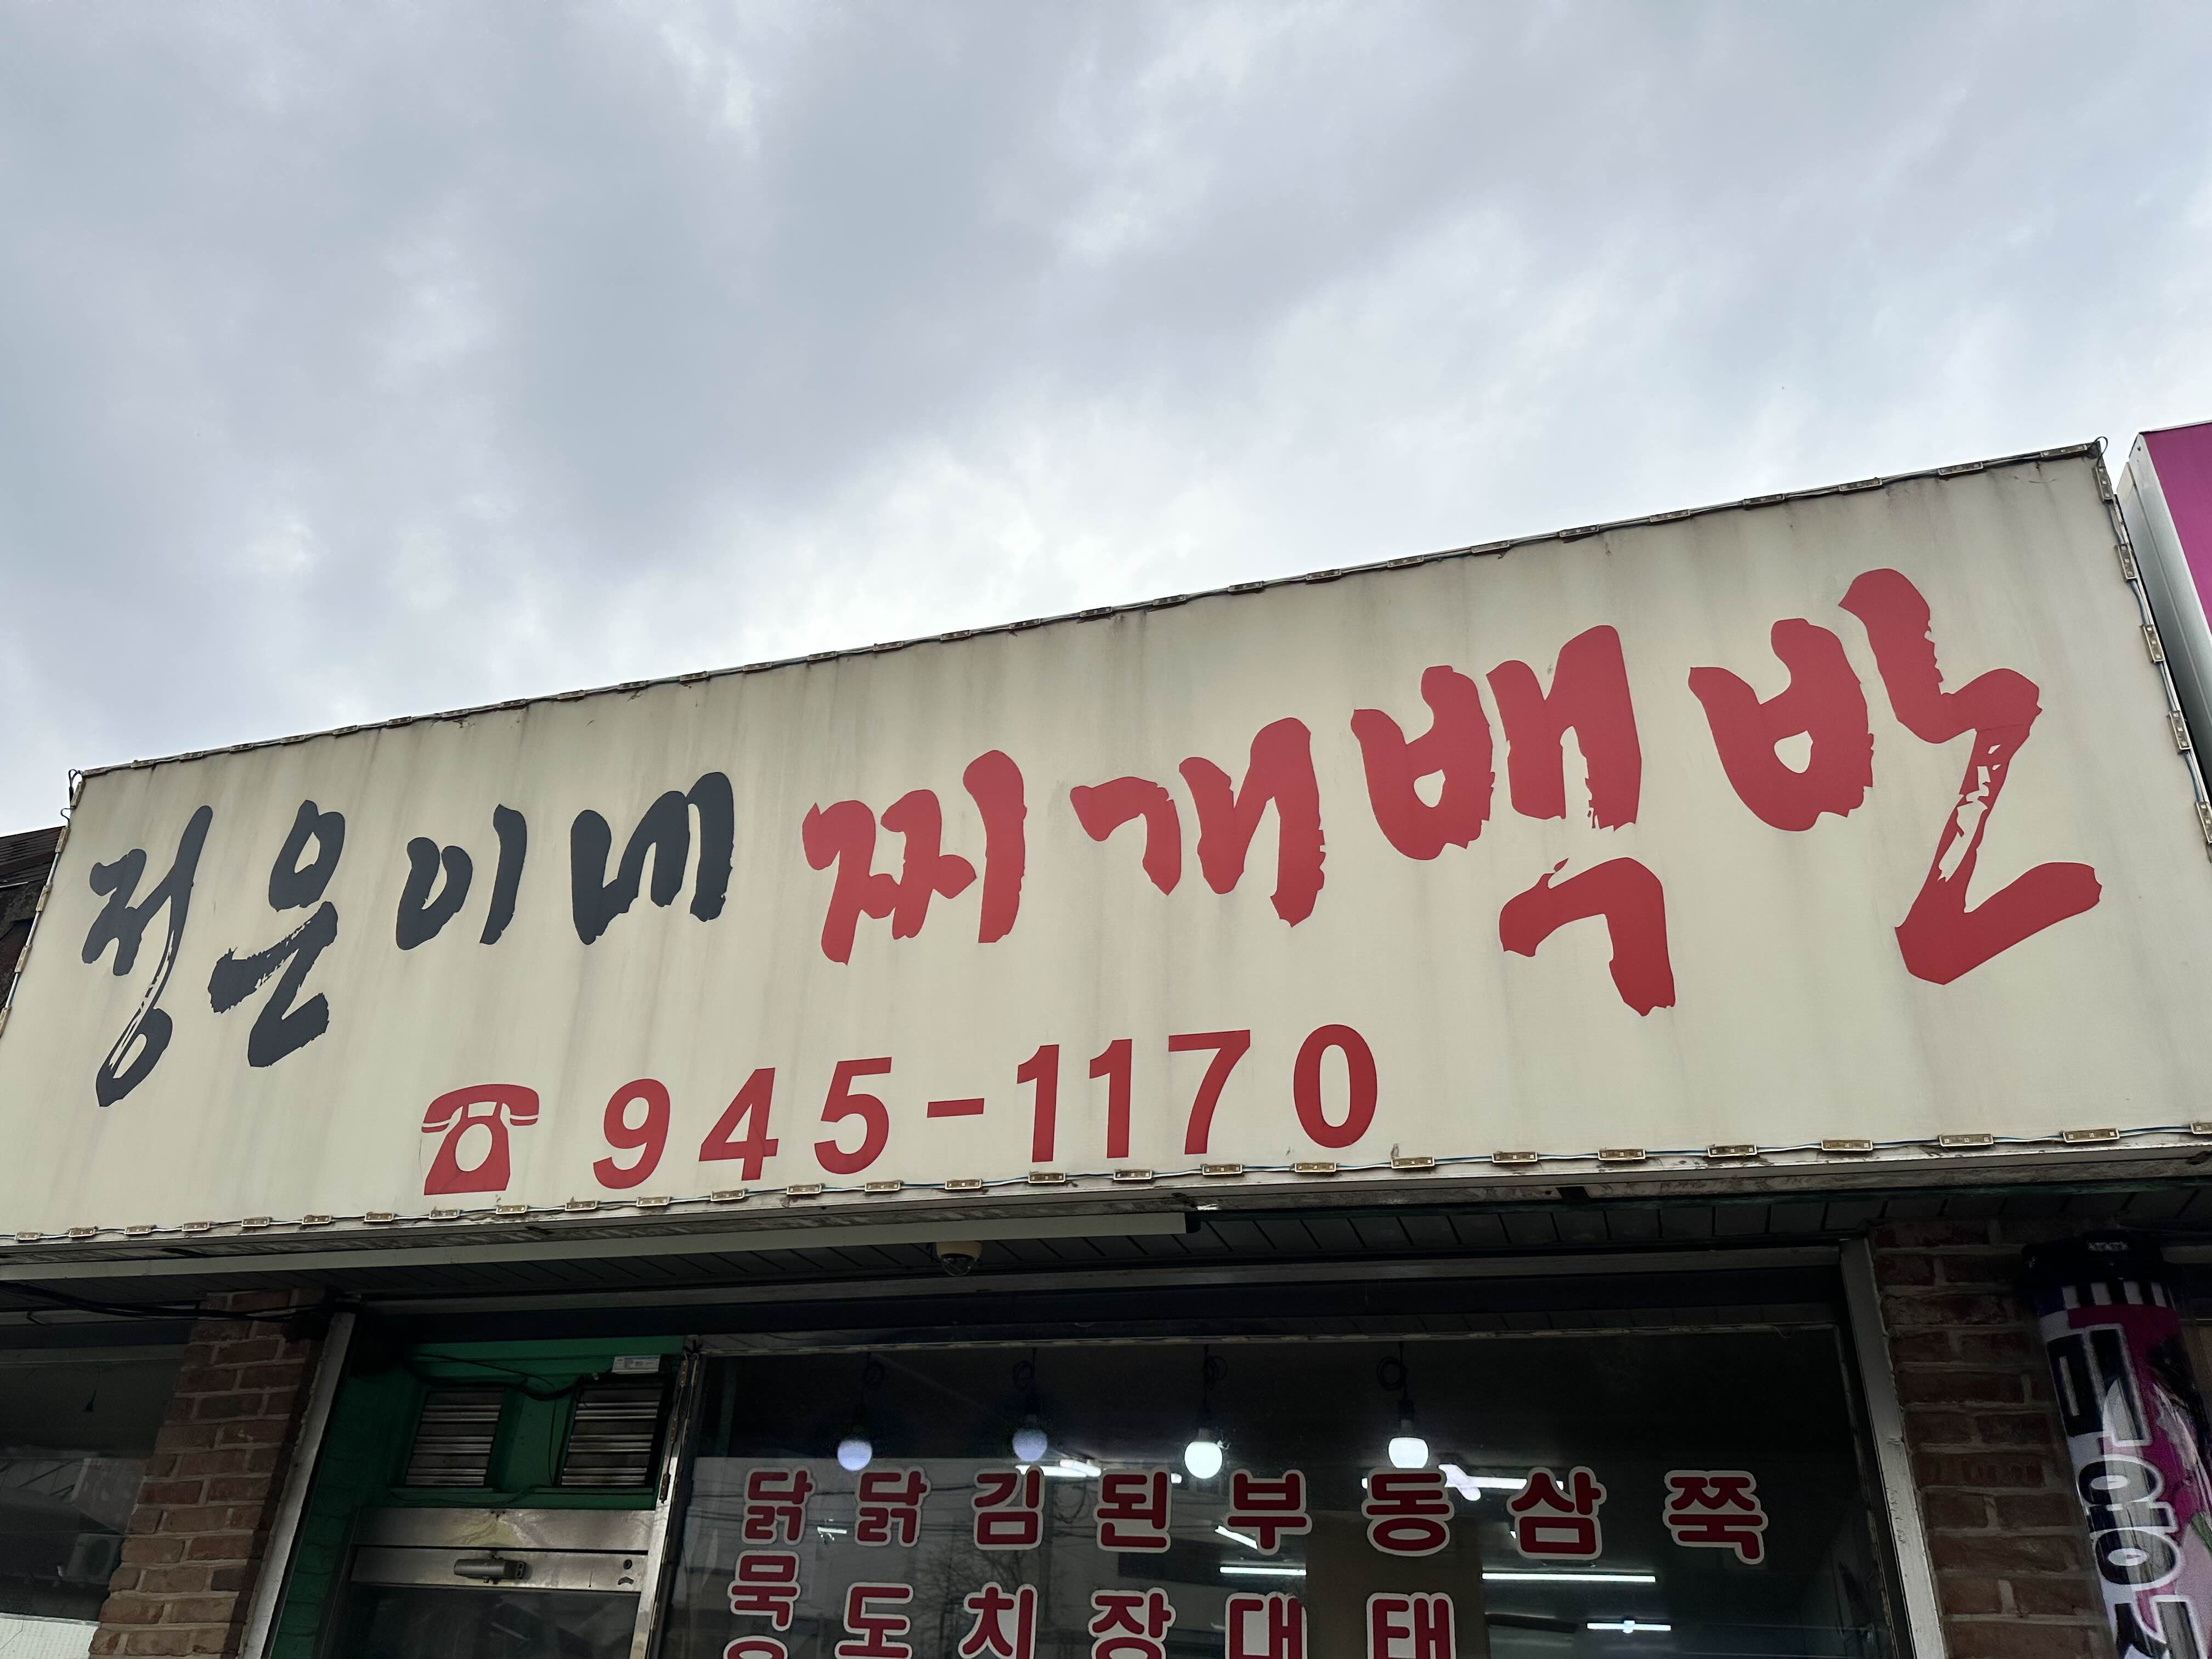 정은이네 찌개백반
☎ 945-1170
닭 닭 김 된 부 동 삼 쭉
묵 도 치 장 대 태